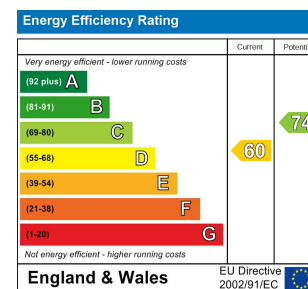 Energy Efficiency Rating
Current
Very energy efficient - lower running costs
(92 plus) A
(81-91) B
(69-80) C
74
(55-68) D
60
(39-54) E
(21-38) F
(1-20) G
Not energy efficient - higher running costs
England & Wales
EU Directive
2002/91/EC